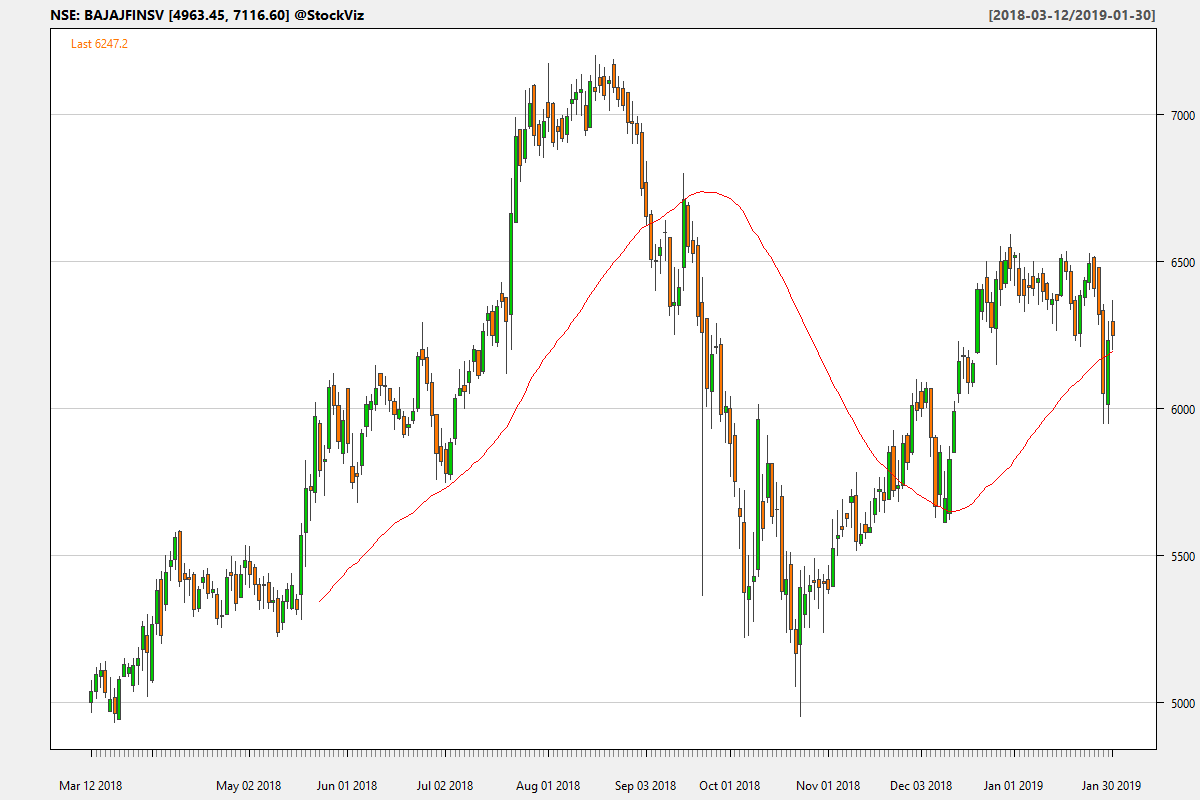 NSE: BAJAJFINSV [4963.45, 7116.60] @StockViz [2018-03-12/2019-01-30]
Last 6247.2
7000
6500
6000
5500
5000
Mar 12 2018 May 02 2018 Jun 01 2018 Jul 02 2018 Aug 01 2018 Sep 03 2018 Oct 01 2018 Nov 01 2018 Dec 03 2018 Jan 01 2019 Jan 30 2019